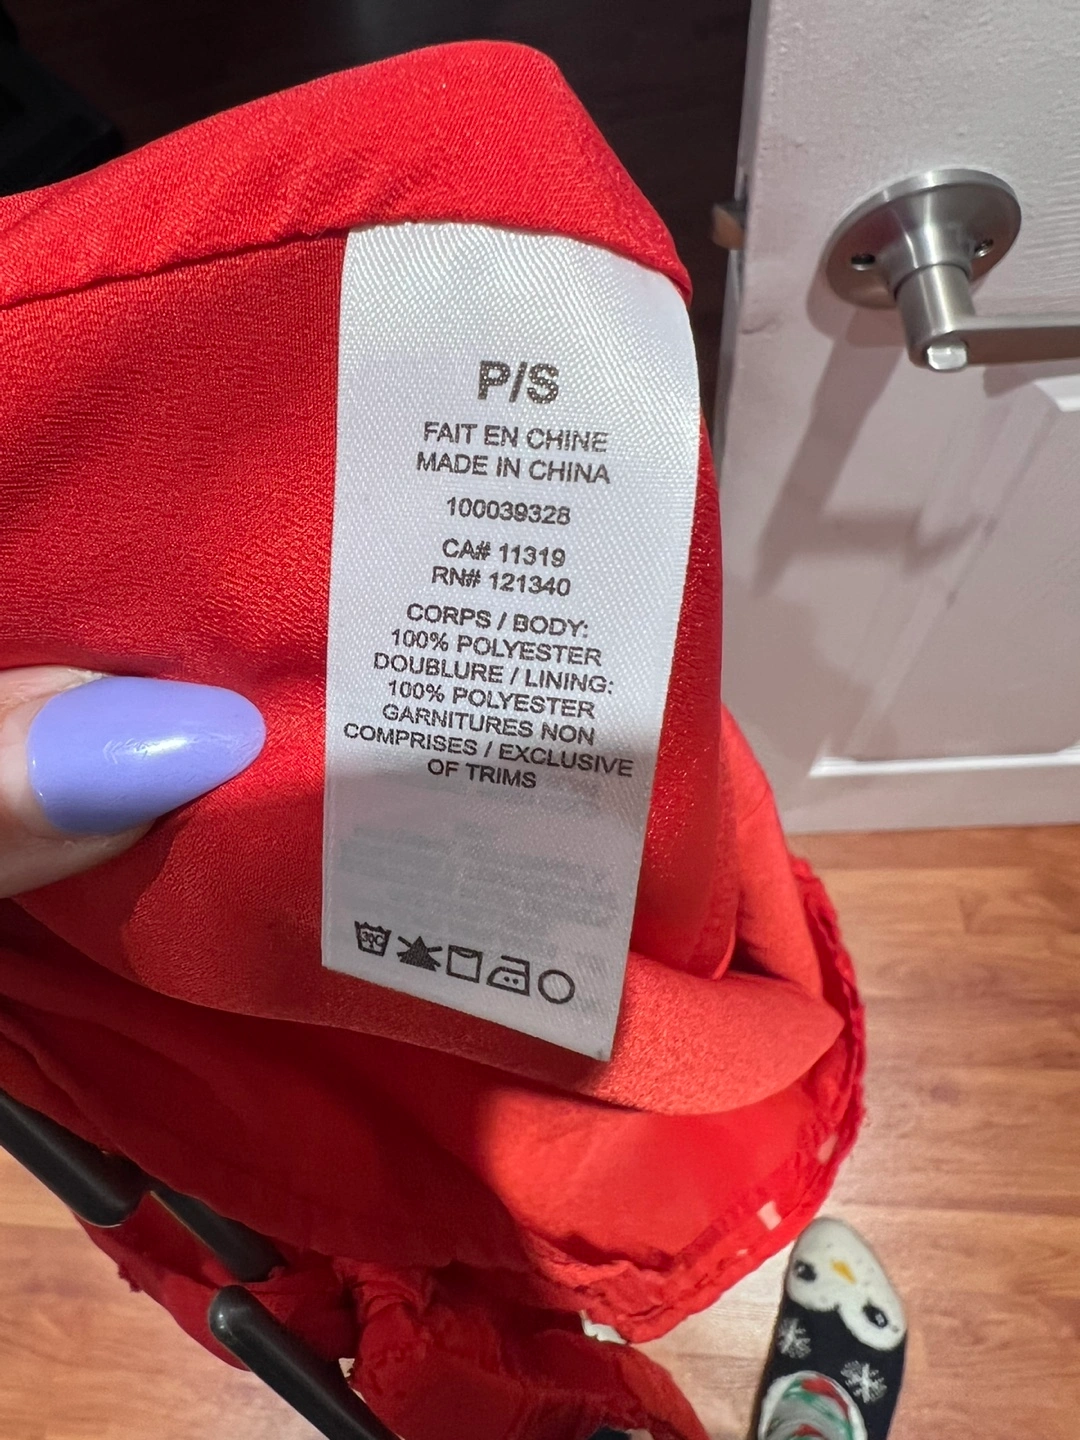 P/S
FAIT EN CHINE
MADE IN CHINA
100039328
CA# 11319
RN# 121340
CORPS / BODY:
100% POLYESTER
DOUBLURE / LINING:
100% POLYESTER
GARNITURES NON
COMPRISES / EXCLUSIVE
OF TRIMS
30C